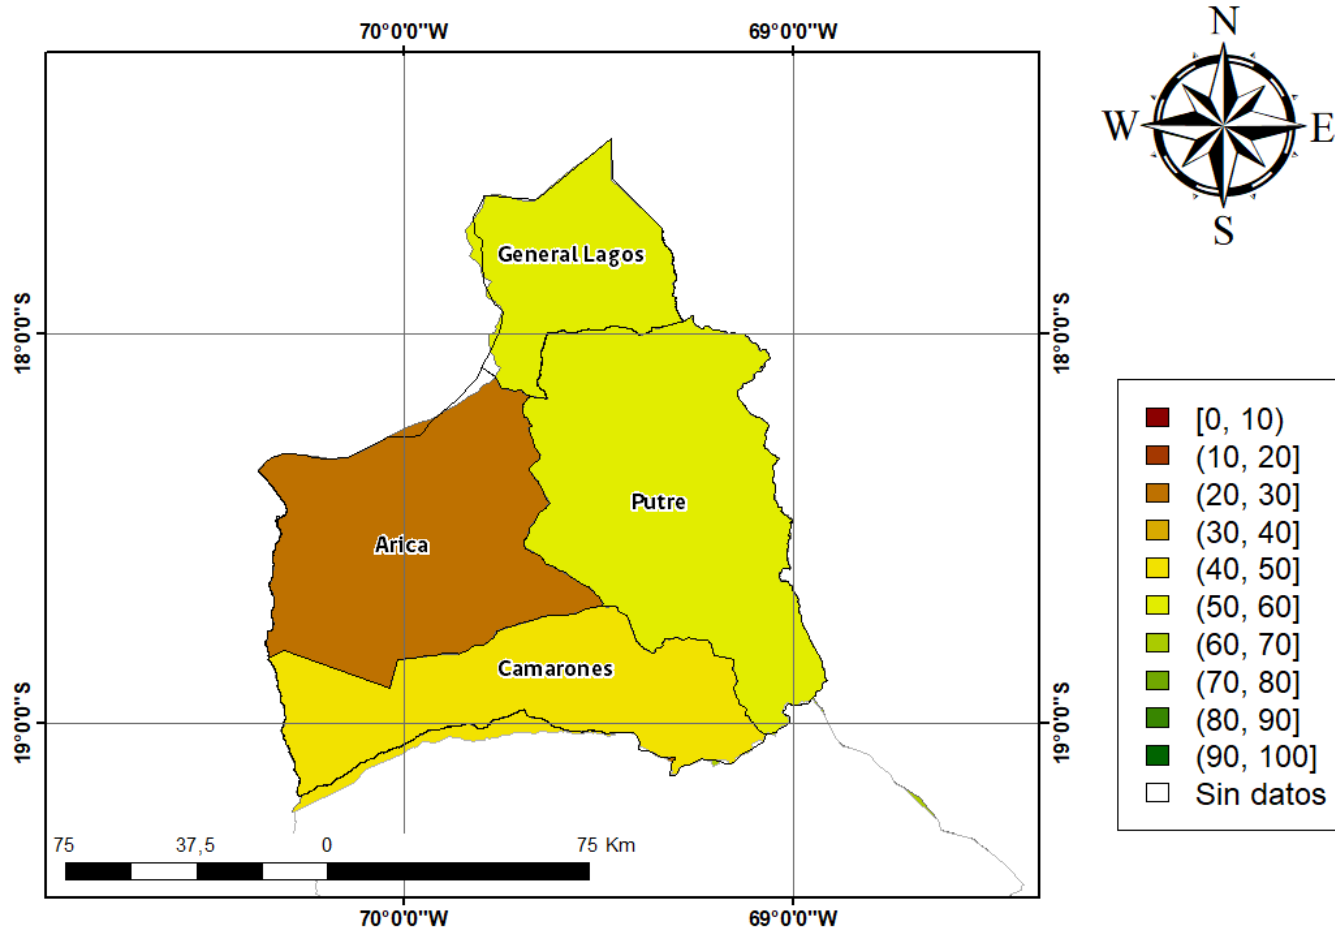 70°0'0"W 69°0'0"W
N
W E
S
General Lagos
18°0'0"S 18°0'0"S
Putre
Arica
Camarones
19°0'0"S 19°0'0"S
75 37,5 0 75 Km
70°0'0"W 69°0'0"W
[0, 10)
(10, 20]
(20, 30]
(30, 40]
(40, 50]
(50, 60]
(60, 70]
(70, 80]
(80, 90]
(90, 100]
Sin datos